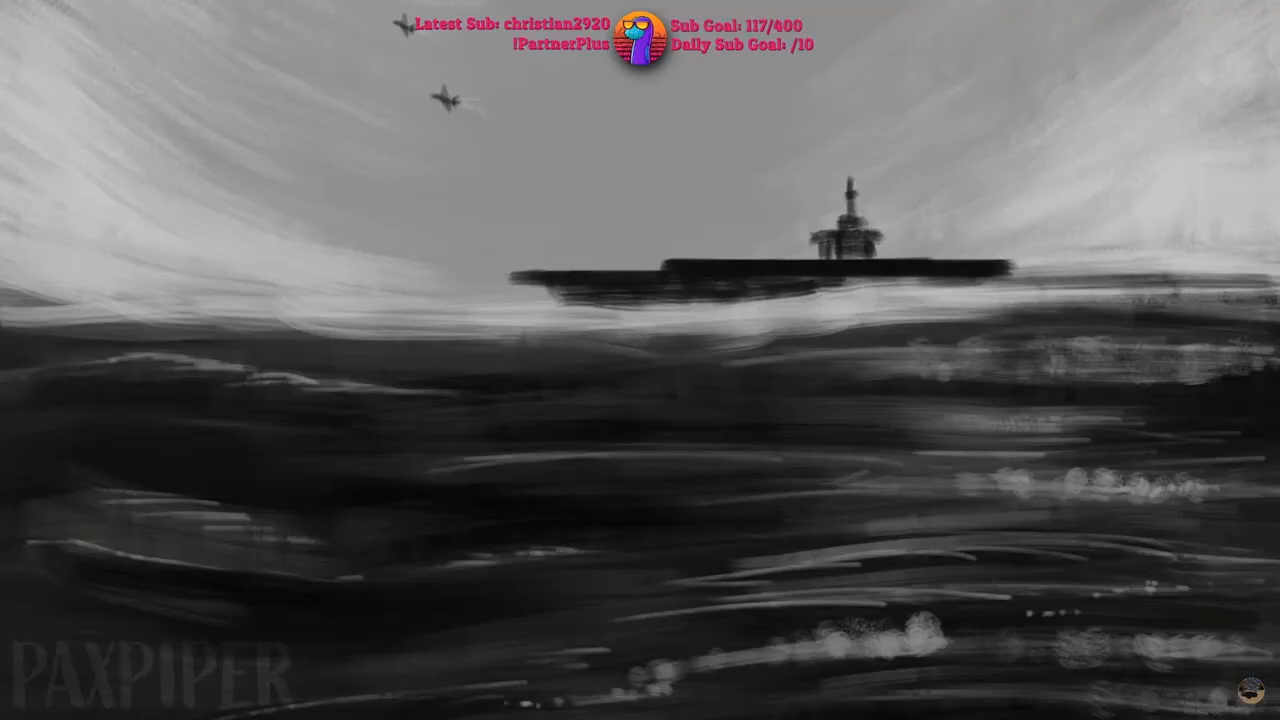 Latest Sub: christian2920
!PartnerPlus
Sub Goal: 117/400
Daily Sub Goal: /10
PAXPIPER